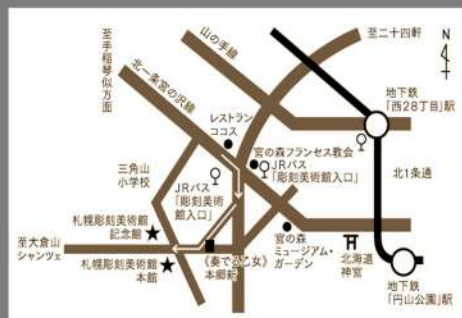 至手稲琴似方面
北一条宮の沢線
山の手線
至二十四軒
N
地下鉄
「西28丁目」駅
レストラン
ココス
宮の森フランセス教会
JRバス
「彫刻美術館
入口」
三角山
小学校
JRバス
「彫刻美術
館入口」
北1条通
札幌彫刻美術館
記念館
至大倉山
シャンツェ
札幌彫刻美術館
本館
《奏でる乙女》
本郷新
宮の森
ミュージアム・
ガーデン
北海道
神宮
地下鉄
「円山公園」駅